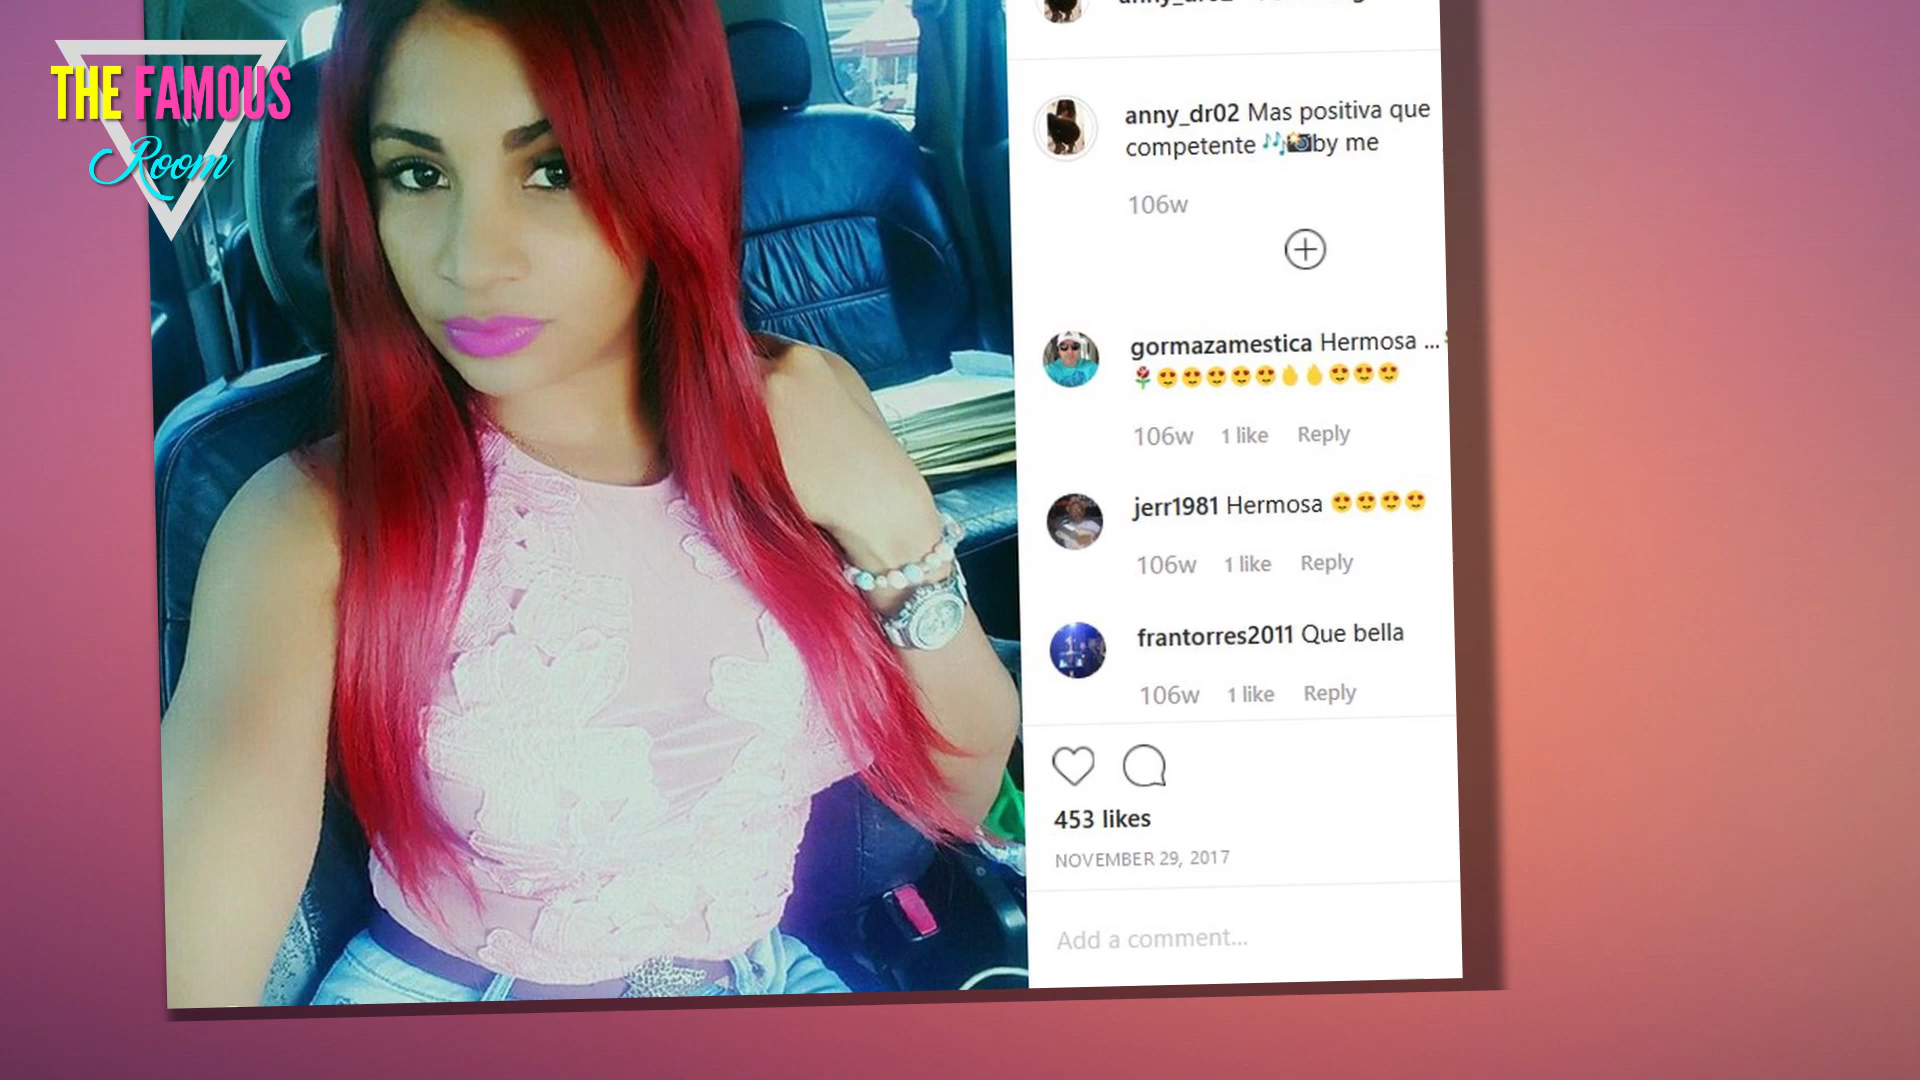 THE FAMOUS
Room
anny_dr02 Mas positiva que
competente 🎶📸by me
106w
gormazamestica Hermosa ...
🌹😍😍😍😍😍🔥🔥😍😍😍
106w 1 like Reply
jerr1981 Hermosa 😍😍😍😍
106w 1 like Reply
frantorres2011 Que bella
106w 1 like Reply
453 likes
NOVEMBER 29, 2017
Add a comment...